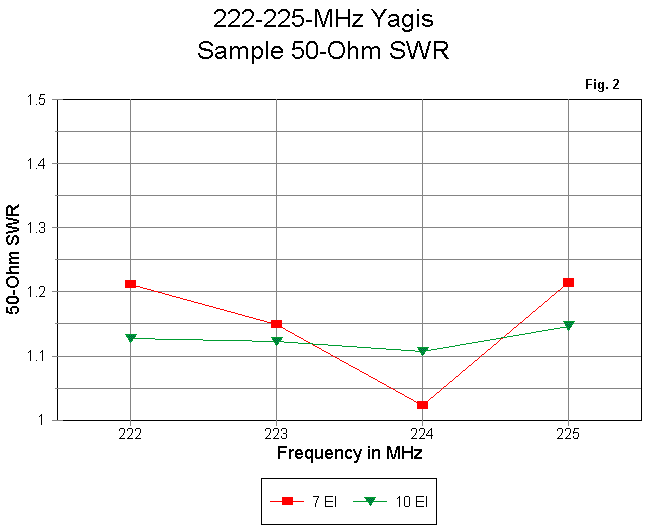 222-225-MHz Yagis
Sample 50-Ohm SWR
Fig. 2
1.5
1.4
1.3
1.2
1.1
1
50-Ohm SWR
222 223 224 225
Frequency in MHz
7 El 10 El